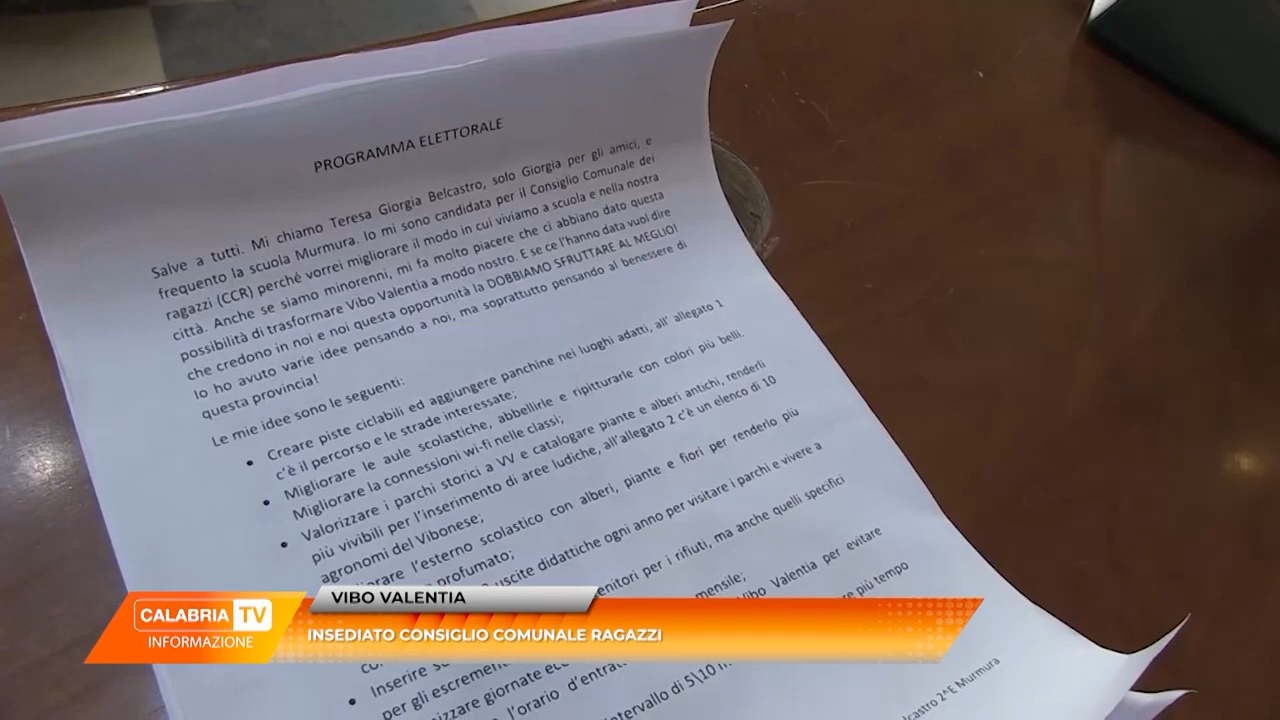 PROGRAMMA ELETTORALE
Salve a tutti. Mi chiamo Teresa Giorgia Belcastro, solo Giorgia per gli amici, e
frequento la scuola Murmura. Io mi sono candidata per il Consiglio Comunale dei
ragazzi (CCR) perché vorrei migliorare il modo in cui viviamo a scuola e nella nostra
città. Anche se siamo minorenni, mi fa molto piacere che ci abbiano dato questa
possibilità di trasformare Vibo Valentia a modo nostro. E se ce l'hanno data vuol dire
che credono in noi e noi questa opportunità la DOBBIAMO SFRUTTARE AL MEGLIO!
Io ho avuto varie idee pensando a noi, ma soprattutto pensando al benessere di
questa provincia!
Le mie idee sono le seguenti:
• Creare piste ciclabili ed aggiungere panchine nei luoghi adatti, all' allegato 1
c'è il percorso e le strade interessate;
• Migliorare le aule scolastiche, abbellirle e ripitturarle con colori più belli.
Migliorare la connessioni wi-fi nelle classi;
• Valorizzare i parchi storici a VV e catalogare piante e alberi antichi, renderli
più vivibili per l'inserimento di aree ludiche, all'allegato 2 c'è un elenco di 10
agronomi del Vibonese;
l'esterno scolastico con alberi, piante e fiori per renderlo più
profumato;
uscite didattiche ogni anno per visitare i parchi e vivere a
per i rifiuti, ma anche quelli specifici
mensile;
• Inserire
Vibo Valentia per evitare
per gli
giornate
più tempo
l'orario
di 5\10
2^E Murmura
VIBO VALENTIA
CALABRIA TV
INFORMAZIONE
INSEDIATO CONSIGLIO COMUNALE RAGAZZI